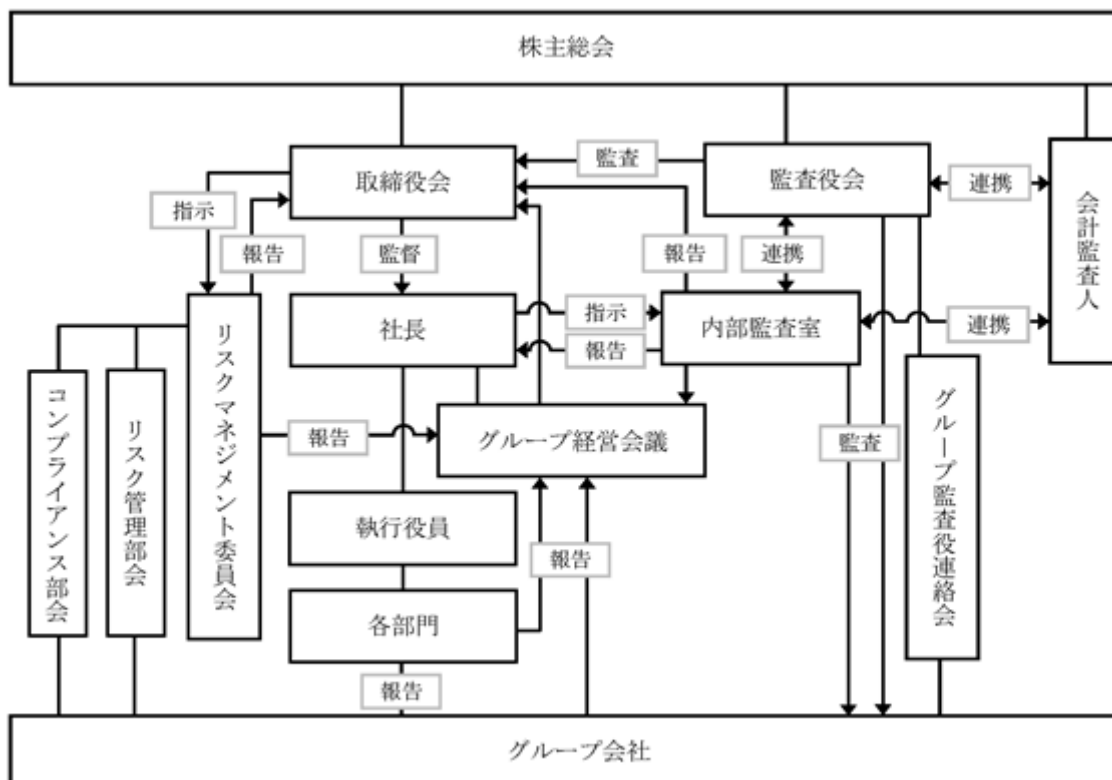 株主総会
取締役会
監査
監査役会
連携
会計監査人
指示
報告
監督
報告
連携
リスクマネジメント委員会
社長
指示
内部監査室
連携
報告
コンプライアンス部会
リスク管理部会
報告
グループ経営会議
監査
グループ監査役連絡会
執行役員
報告
各部門
報告
グループ会社